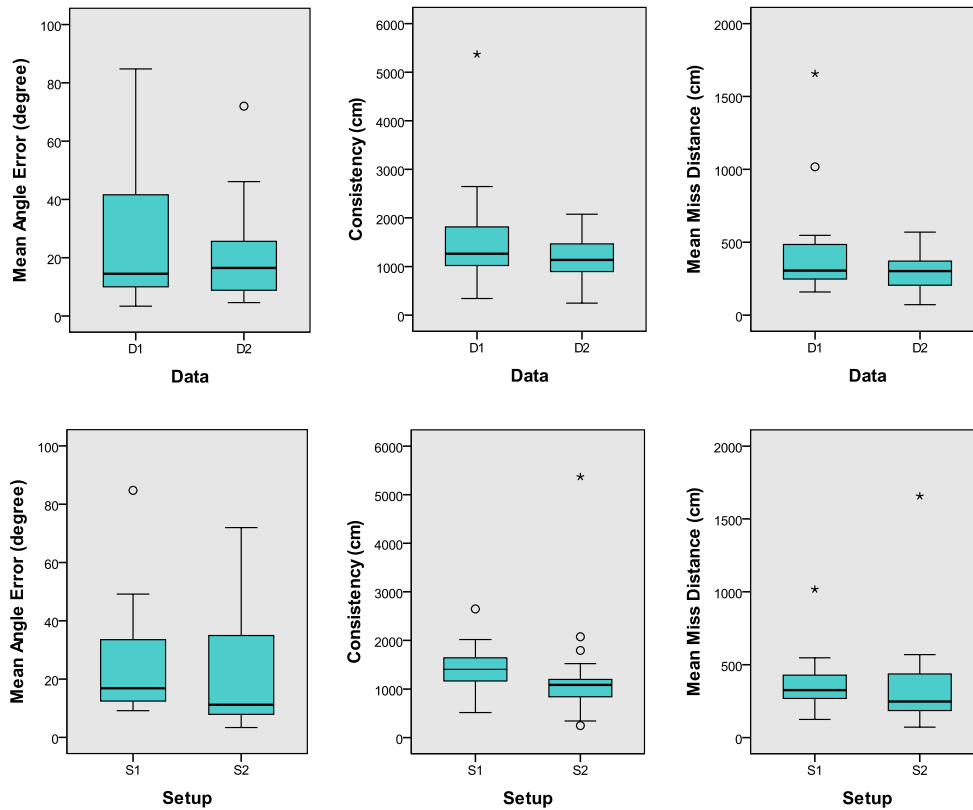 Mean Angle Error (degree)
100
80
60
40
20
0
D1 D2
Data
Consistency (cm)
6000
5000
4000
3000
2000
1000
0
D1 D2
Data
Mean Miss Distance (cm)
2000
1500
1000
500
0
D1 D2
Data
Mean Angle Error (degree)
100
80
60
40
20
0
S1 S2
Setup
Consistency (cm)
6000
5000
4000
3000
2000
1000
0
S1 S2
Setup
Mean Miss Distance (cm)
2000
1500
1000
500
0
S1 S2
Setup